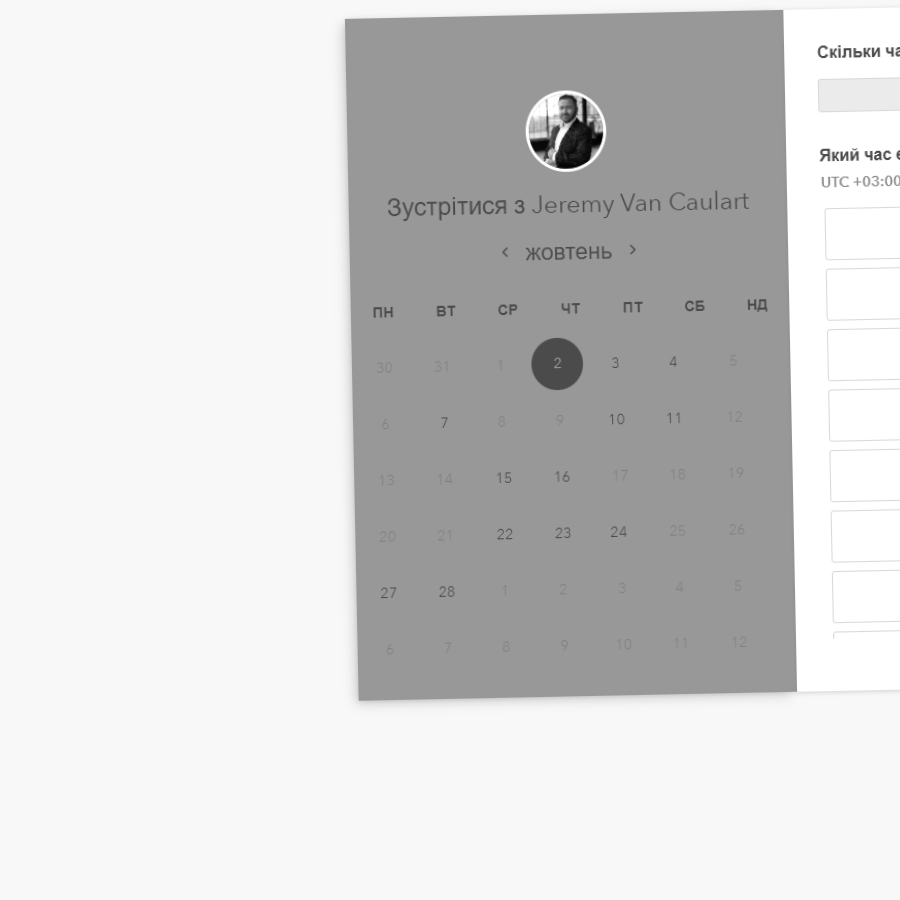 Зустрітися з Jeremy Van Caulart
жовтень
ПН ВТ СР ЧТ ПТ СБ НД
30 31 1 2 3 4 5
6 7 8 9 10 11 12
13 14 15 16 17 18 19
20 21 22 23 24 25 26
27 28 1 2 3 4 5
6 7 8 9 10 11 12
Скільки ча
Який час є
UTC +03:00